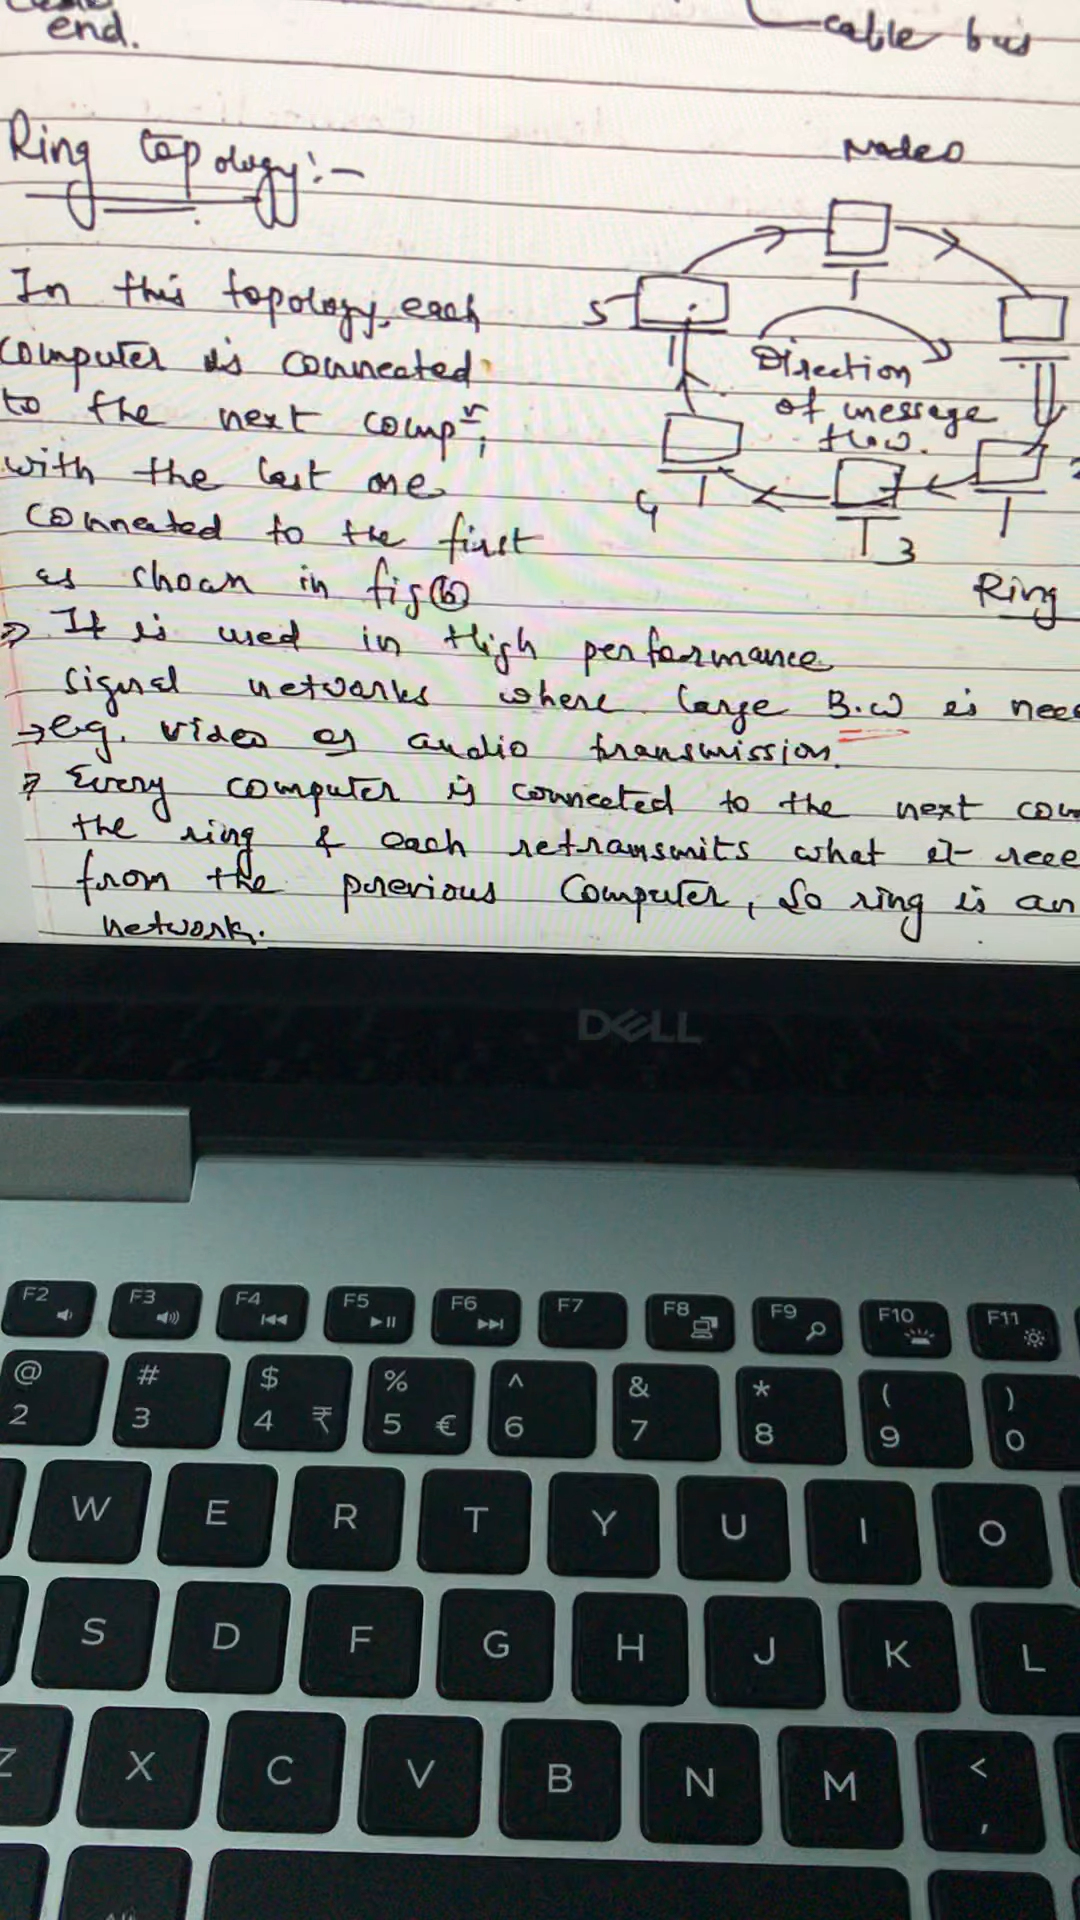 end.
cable bus
Ring topology:-
Nodes
In this topology, each
computer is connected
to the next compr,
with the last one
connected to the first
as shown in fig(b)
5
Direction
of message
flow.
4
3
Ring
⇒ It is used in High performance
signal networks where large B.W is
→ e.g. video or audio transmission.
⇒ Every computer is connected to the next
the ring & each retransmits what it
from the previous Computer, So ring is an
network.
DELL
F2 F3 F4 F5 F6 F7 F8 F9 F10 F11
@ # $ % ^ & * ( )
2 3 4 ₹ 5 € 6 7 8 9 0
W E R T Y U I O
S D F G H J K L
Z X C V B N M <
,